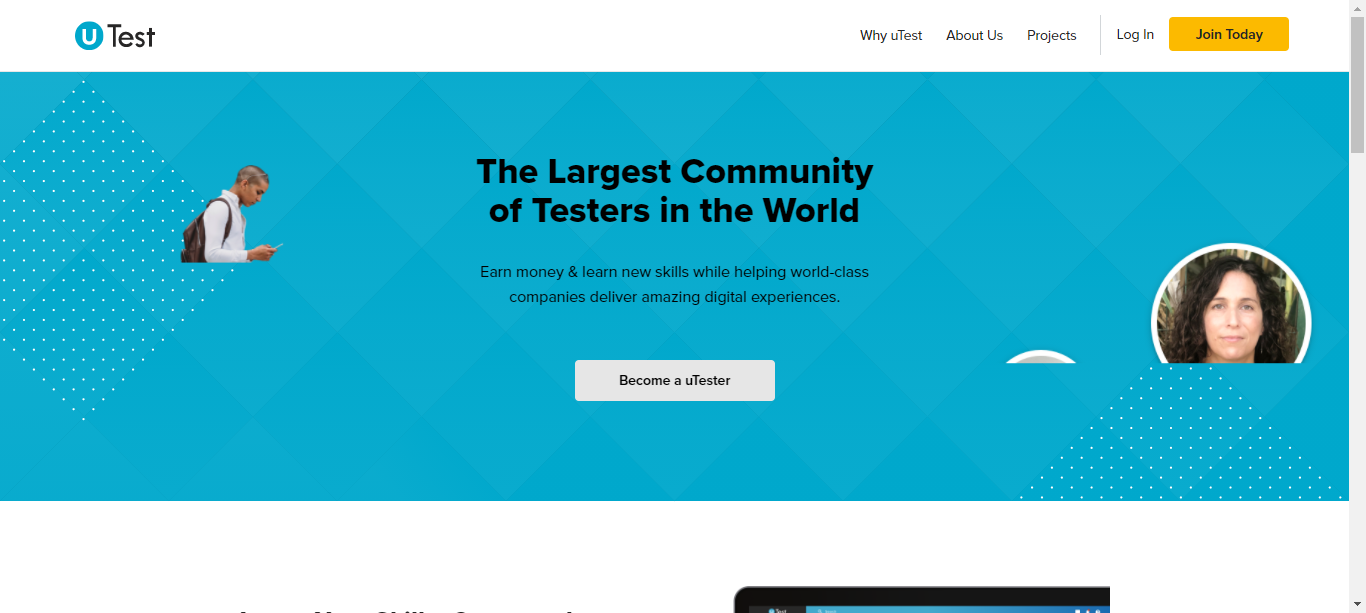 uTest
Why uTest
About Us
Projects
Log In
Join Today
The Largest Community
of Testers in the World
Earn money & learn new skills while helping world-class
companies deliver amazing digital experiences.
Become a uTester